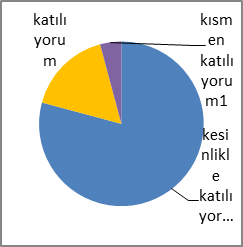 katılı
yoru
m
kısm
en
katılı
yoru
m1
kesi
nlikl
e
katılı
yor…